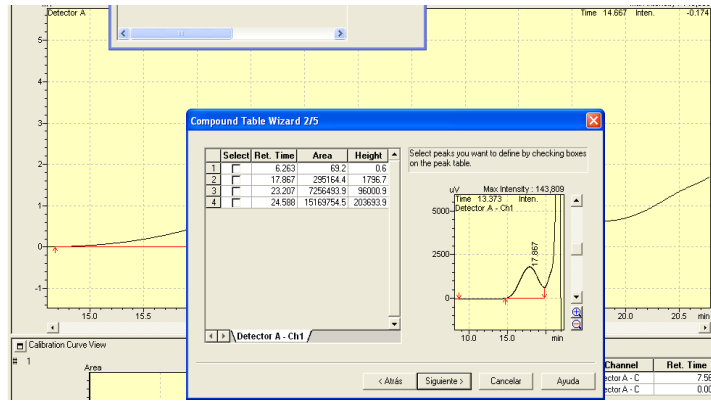 Detector A
Time 14.667 Inten. -0.174
5
4
3
2
1
0
-1
15.0 15.5 20.0 20.5 min
Compound Table Wizard 2/5
Select Ret. Time Area Height
1 6.263 69.2 0.6
2 17.867 295164.4 1796.7
3 23.207 7256493.9 96000.9
4 24.588 15169754.5 203693.9
Detector A - Ch1
Select peaks you want to define by checking boxes
on the peak table.
uV Max Intensity : 143,809
Time 13.373 Inten.
Detector A - Ch1
5000
2500
0
17.867
10.0 15.0 min
< Atrás Siguiente > Cancelar Ayuda
Calibration Curve View
# 1
Area
Channel Ret. Time
ector A - C 7.56
ector A - C 0.00